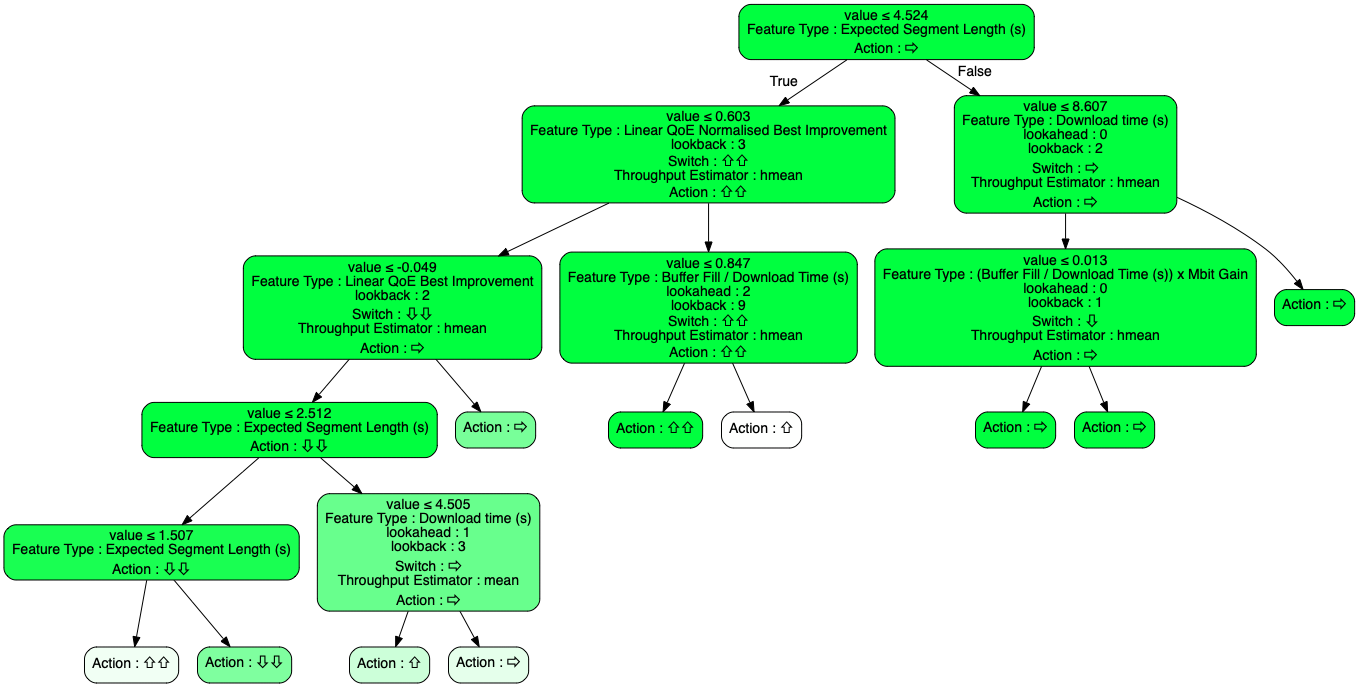 value ≤ 4.524
Feature Type : Expected Segment Length (s)
Action : ⇨
True
False
value ≤ 0.603
Feature Type : Linear QoE Normalised Best Improvement
lookback : 3
Switch : ⇧⇧
Throughput Estimator : hmean
Action : ⇧⇧
value ≤ 8.607
Feature Type : Download time (s)
lookahead : 0
lookback : 2
Switch : ⇨
Throughput Estimator : hmean
Action : ⇨
value ≤ -0.049
Feature Type : Linear QoE Best Improvement
lookback : 2
Switch : ⇩⇩
Throughput Estimator : hmean
Action : ⇨
value ≤ 0.847
Feature Type : Buffer Fill / Download Time (s)
lookahead : 2
lookback : 9
Switch : ⇧⇧
Throughput Estimator : hmean
Action : ⇧⇧
value ≤ 0.013
Feature Type : (Buffer Fill / Download Time (s)) x Mbit Gain
lookahead : 0
lookback : 1
Switch : ⇩
Throughput Estimator : hmean
Action : ⇨
Action : ⇨
value ≤ 2.512
Feature Type : Expected Segment Length (s)
Action : ⇩⇩
Action : ⇨
Action : ⇧⇧
Action : ⇧
Action : ⇨
Action : ⇨
value ≤ 1.507
Feature Type : Expected Segment Length (s)
Action : ⇩⇩
value ≤ 4.505
Feature Type : Download time (s)
lookahead : 1
lookback : 3
Switch : ⇨
Throughput Estimator : mean
Action : ⇨
Action : ⇧⇧
Action : ⇩⇩
Action : ⇧
Action : ⇨